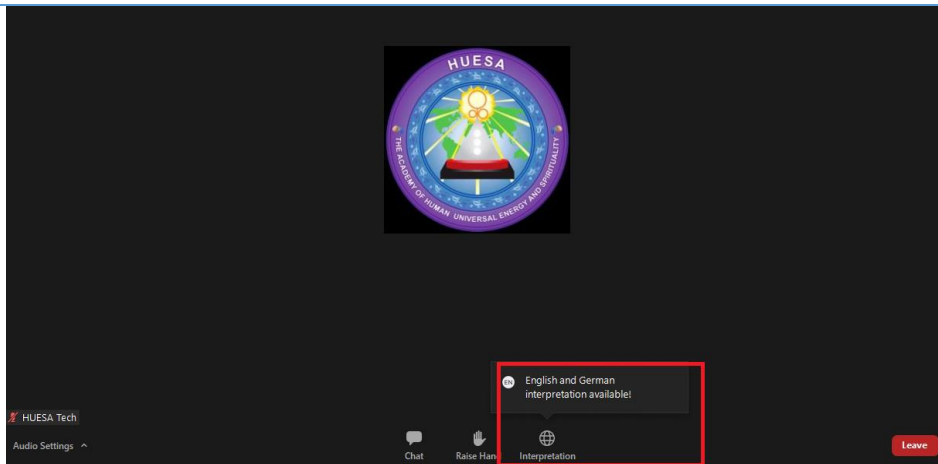 HUESA
THE ACADEMY OF HUMAN UNIVERSAL ENERGY AND SPIRITUALITY
EN
English and German
interpretation available!
HUESA Tech
Audio Settings
Chat
Raise Hand
Interpretation
Leave